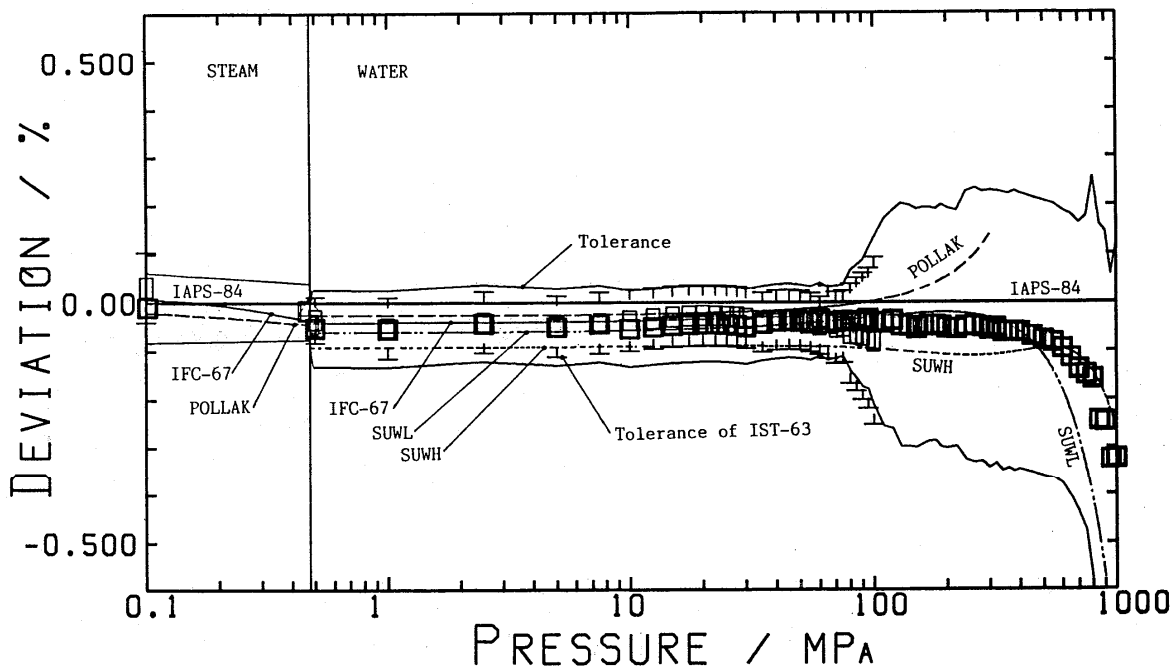 0.500
STEAM
WATER
Tolerance
POLLAK
0.00
IAPS-84
IAPS-84
DEVIATION / %
SUWH
IFC-67
POLLAK
IFC-67
SUWL
SUWH
Tolerance of IST-63
SUWL
-0.500
0.1
1
10
100
1000
PRESSURE / MPA